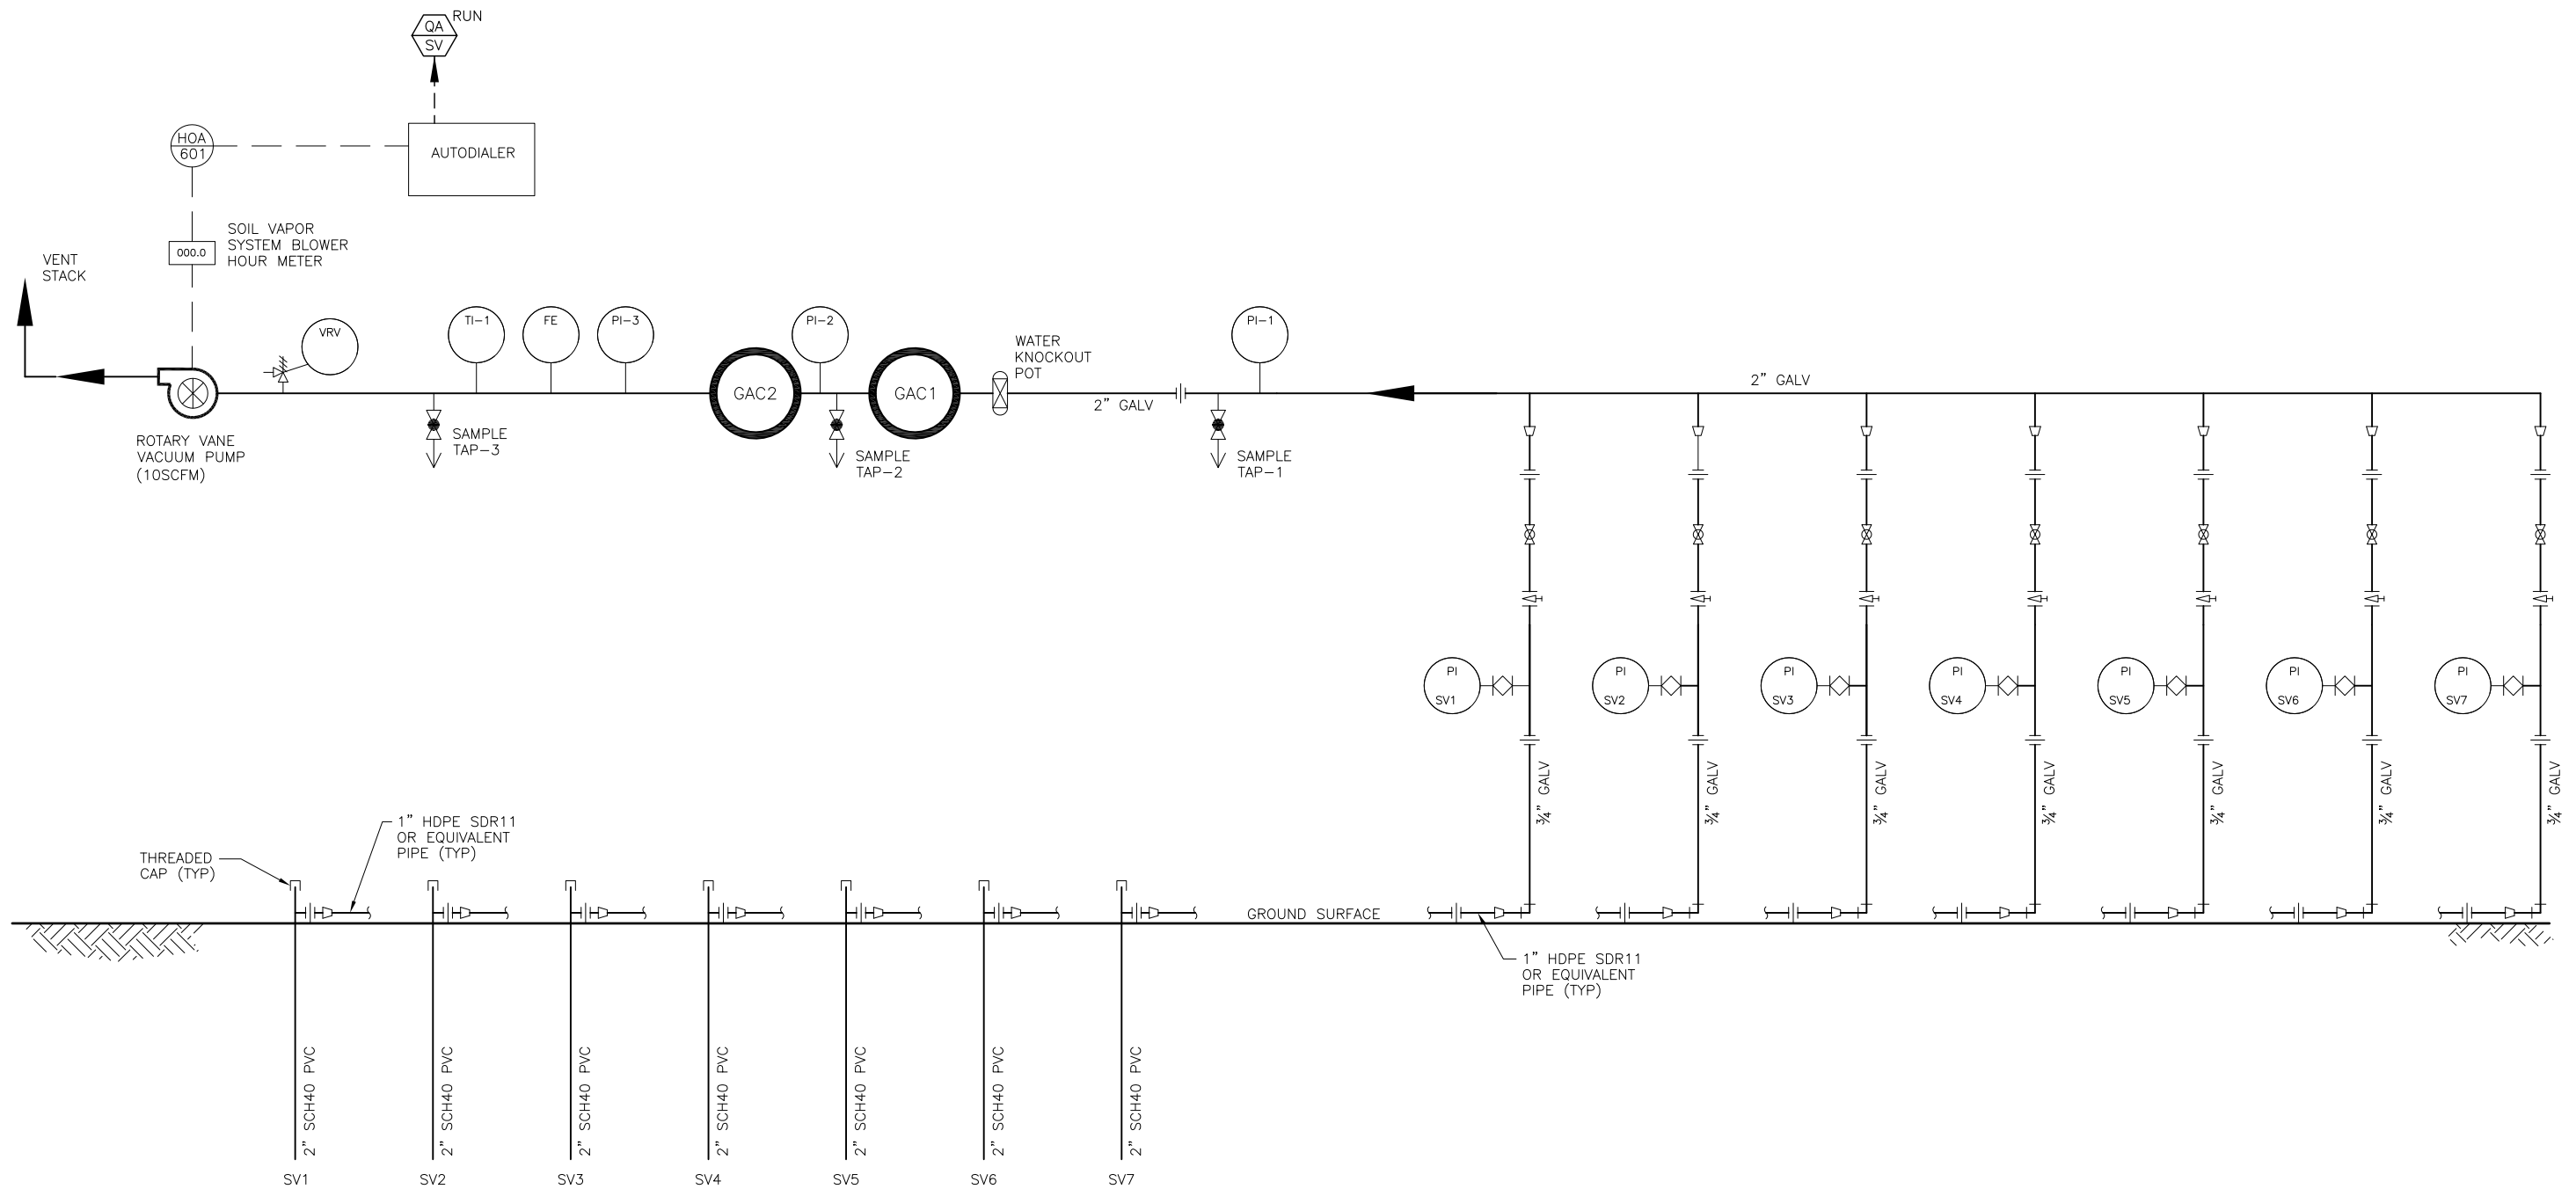 QA
SV
RUN
HOA
601
AUTODIALER
SOIL VAPOR
SYSTEM BLOWER
HOUR METER
000.0
VENT
STACK
VRV
TI-1
FE
PI-3
PI-2
PI-1
WATER
KNOCKOUT
POT
GAC2
GAC1
2" GALV
2" GALV
ROTARY VANE
VACUUM PUMP
(10SCFM)
SAMPLE
TAP-3
SAMPLE
TAP-2
SAMPLE
TAP-1
PI
SV1
PI
SV2
PI
SV3
PI
SV4
PI
SV5
PI
SV6
PI
SV7
¾" GALV
¾" GALV
¾" GALV
¾" GALV
¾" GALV
¾" GALV
¾" GALV
1" HDPE SDR11
OR EQUIVALENT
PIPE (TYP)
THREADED
CAP (TYP)
GROUND SURFACE
1" HDPE SDR11
OR EQUIVALENT
PIPE (TYP)
2" SCH40 PVC
2" SCH40 PVC
2" SCH40 PVC
2" SCH40 PVC
2" SCH40 PVC
2" SCH40 PVC
2" SCH40 PVC
SV1
SV2
SV3
SV4
SV5
SV6
SV7